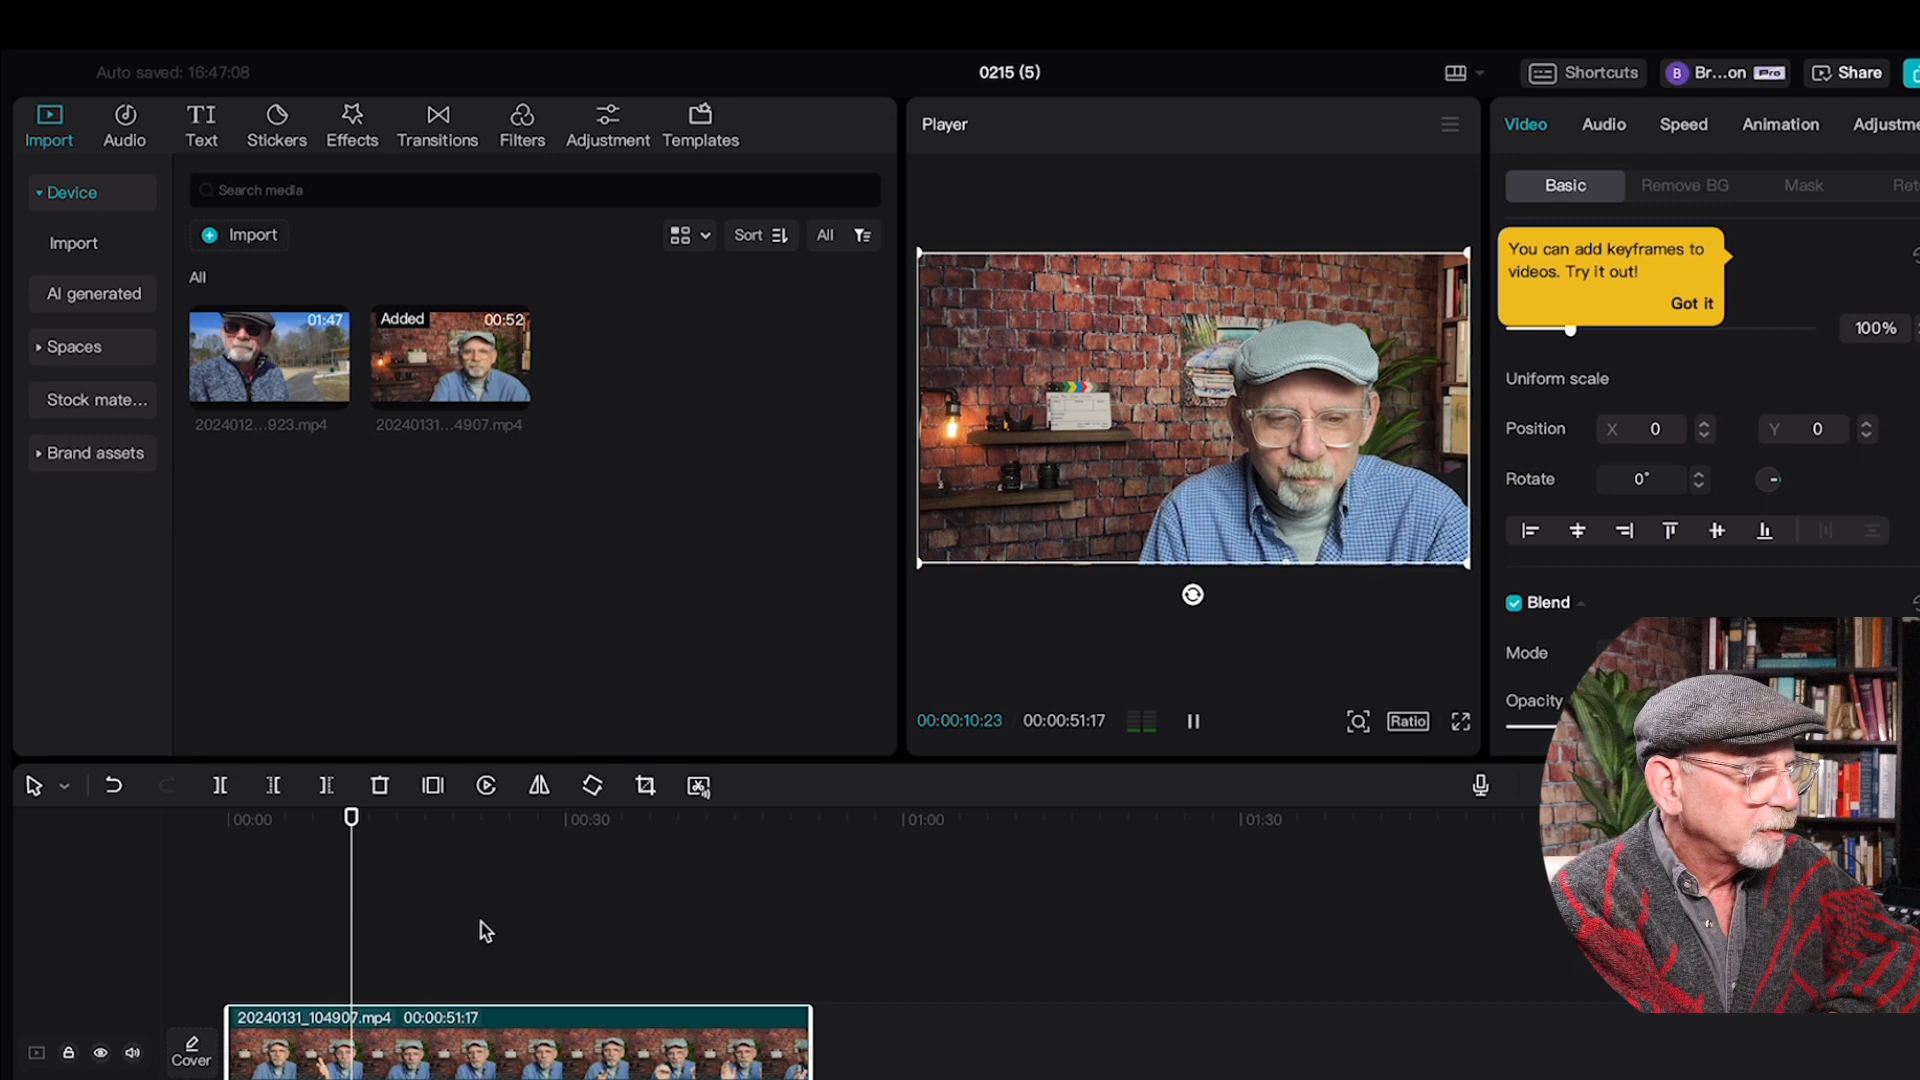 Auto saved: 16:47:08
0215 (5)
Shortcuts
B
Br...on
Pro
Share
Import
Audio
Text
Stickers
Effects
Transitions
Filters
Adjustment
Templates
Device
Import
AI generated
Spaces
Stock mate...
Brand assets
Search media
Import
Sort
All
All
01:47
2024012...923.mp4
Added
00:52
20240131...4907.mp4
Player
00:00:10:23
00:00:51:17
Ratio
Video
Audio
Speed
Animation
Adjustme
Basic
Remove BG
Mask
Ret
You can add keyframes to
videos. Try it out!
Got it
100%
Uniform scale
Position
X
0
Y
0
Rotate
0°
Blend
Mode
Opacity
00:00
00:30
01:00
01:30
Cover
20240131_104907.mp4
00:00:51:17